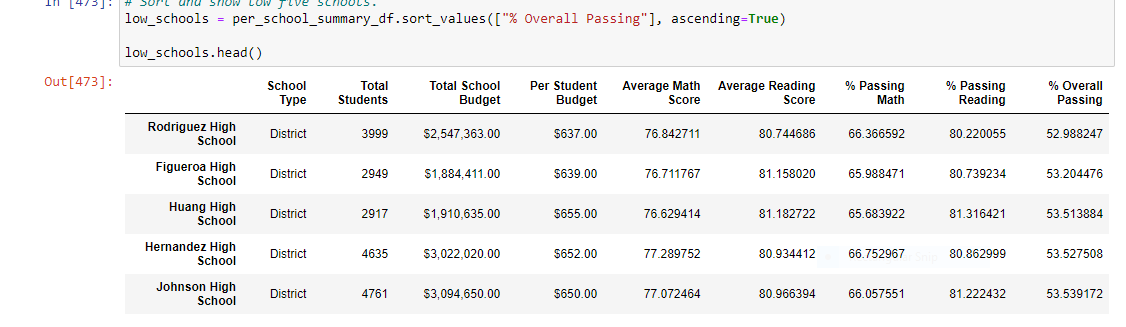 In [473]: # Sort and show low five schools.
low_schools = per_school_summary_df.sort_values(["% Overall Passing"], ascending=True)
low_schools.head()
Out[473]:
School Type Total Students Total School Budget Per Student Budget Average Math Score Average Reading Score % Passing Math % Passing Reading % Overall Passing
Rodriguez High School District 3999 $2,547,363.00 $637.00 76.842711 80.744686 66.366592 80.220055 52.988247
Figueroa High School District 2949 $1,884,411.00 $639.00 76.711767 81.158020 65.988471 80.739234 53.204476
Huang High School District 2917 $1,910,635.00 $655.00 76.629414 81.182722 65.683922 81.316421 53.513884
Hernandez High School District 4635 $3,022,020.00 $652.00 77.289752 80.934412 66.752967 80.862999 53.527508
Johnson High School District 4761 $3,094,650.00 $650.00 77.072464 80.966394 66.057551 81.222432 53.539172